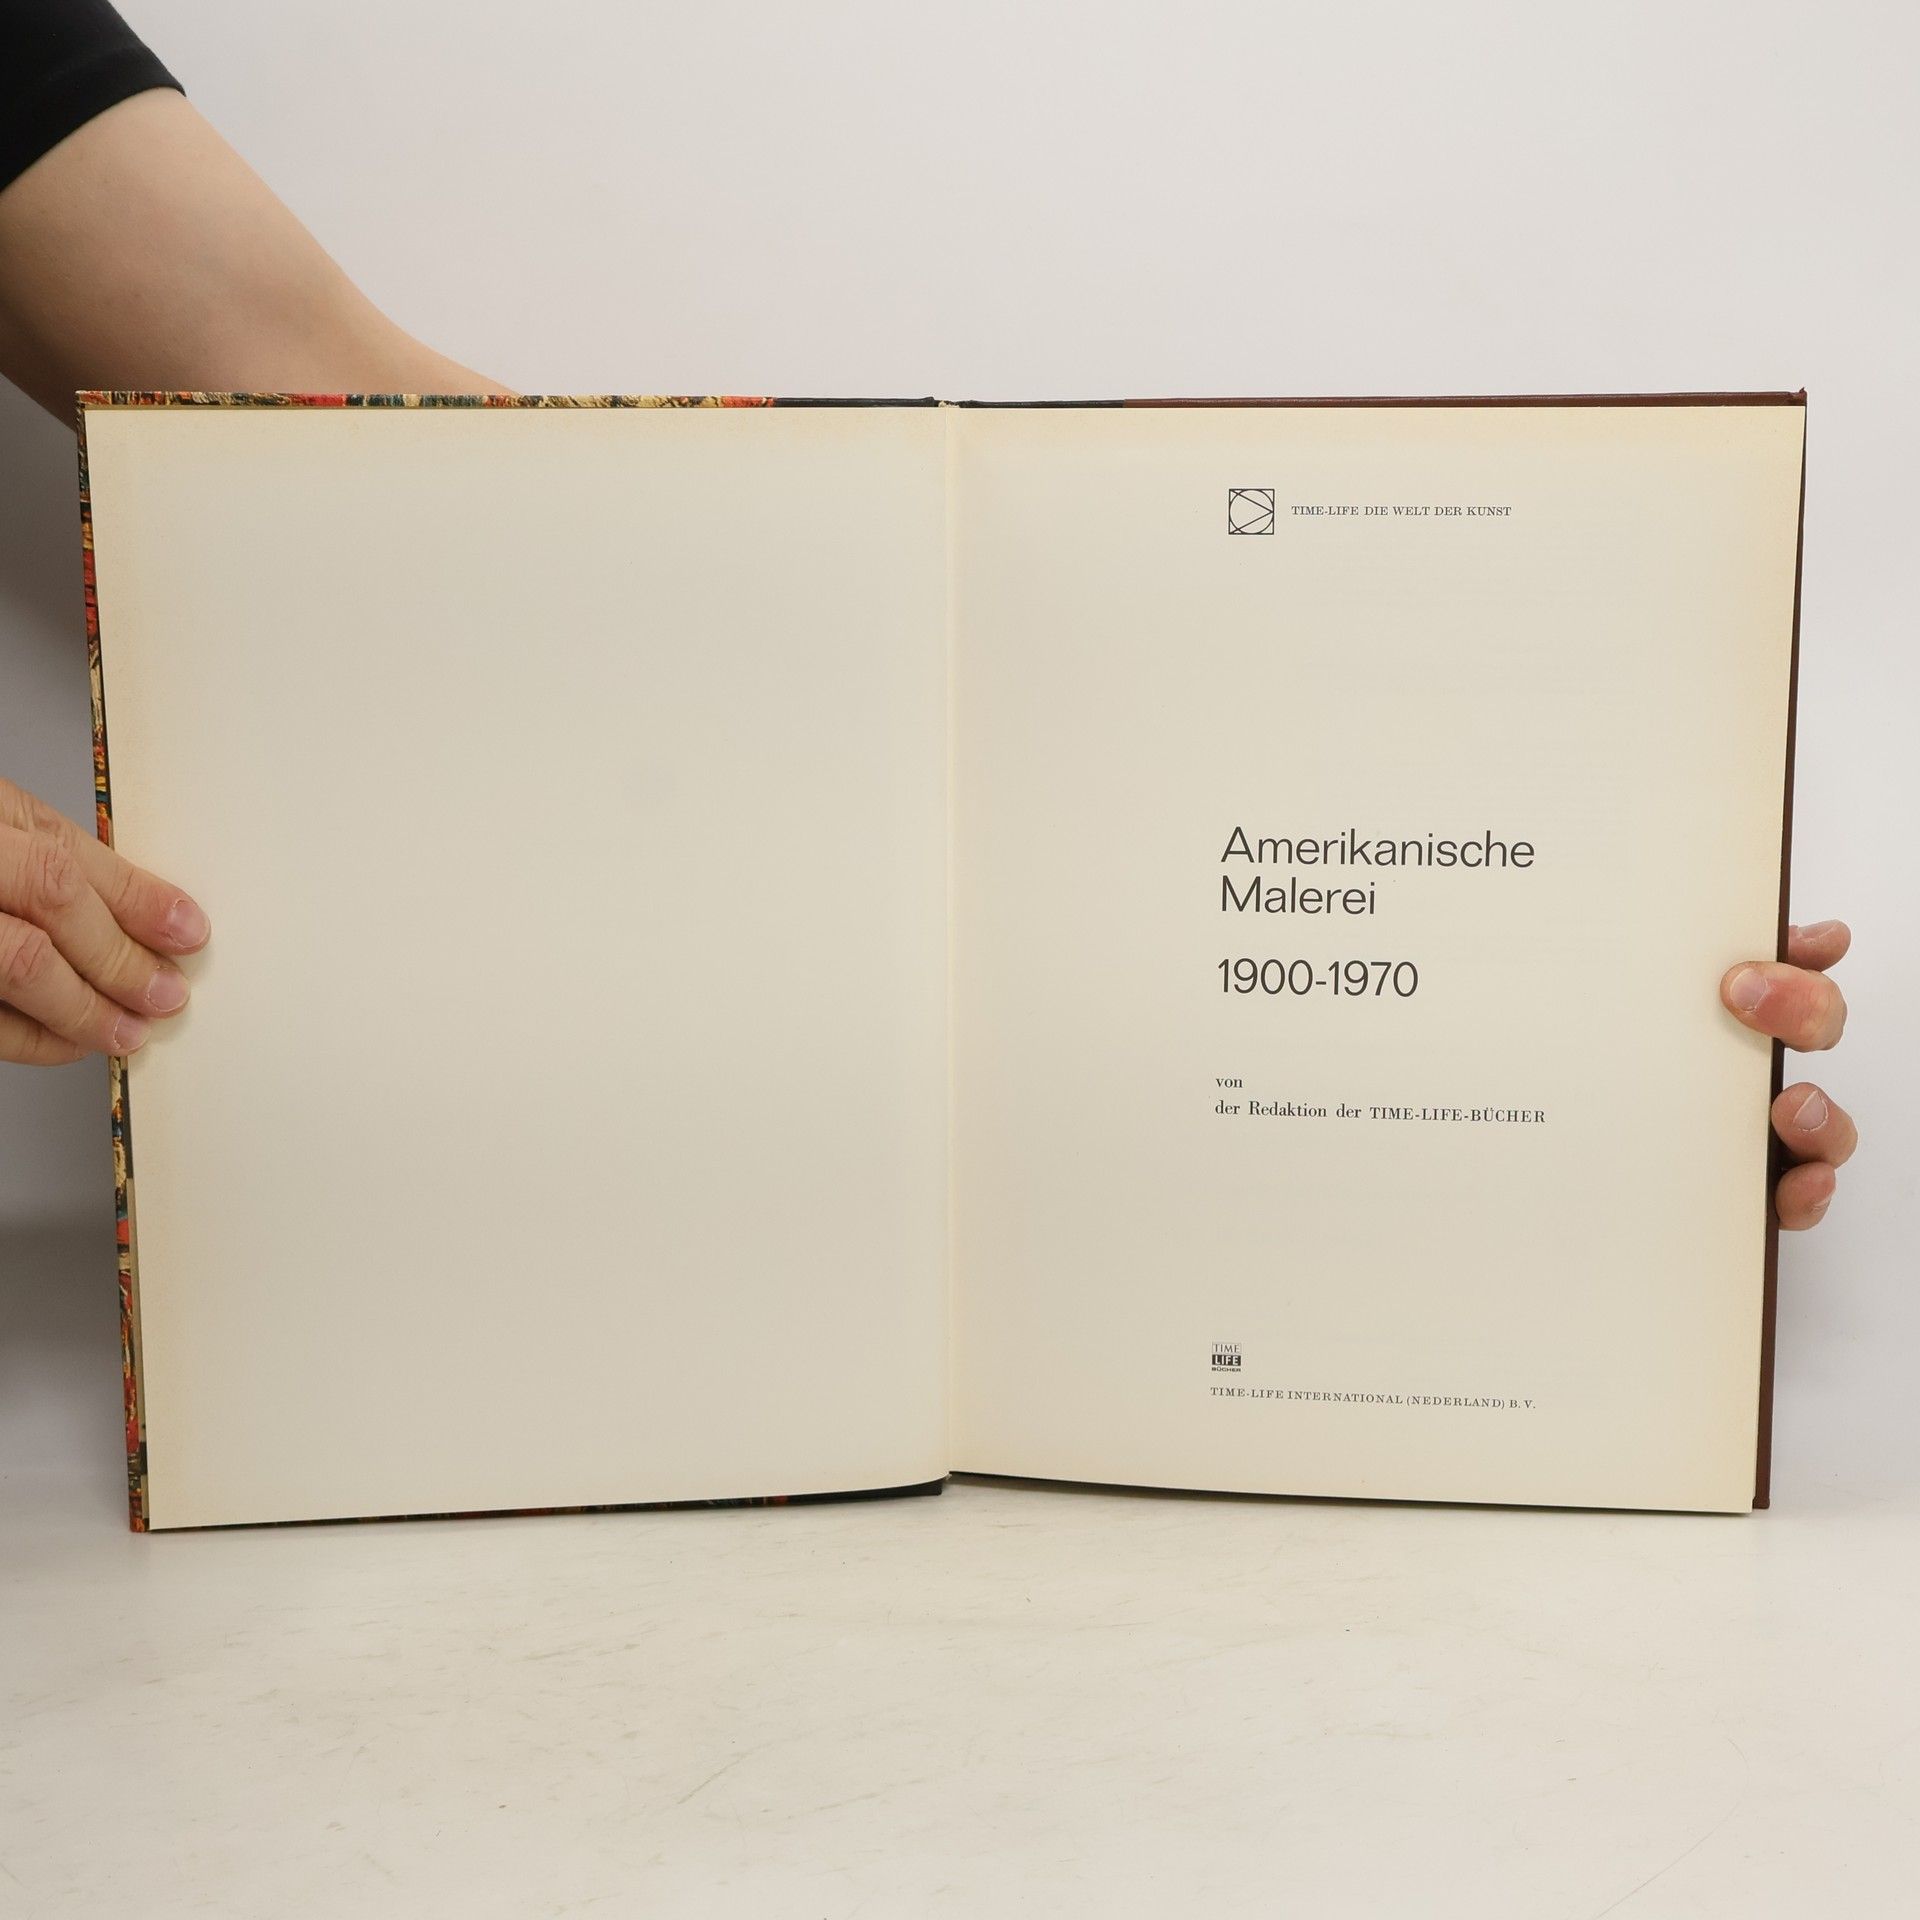 TIME-LIFE DIE WELT DER KUNST
Amerikanische
Malerei
1900-1970
von
der Redaktion der TIME-LIFE-BÜCHER
TIME
LIFE
BÜCHER
TIME-LIFE INTERNATIONAL (NEDERLAND) B. V.